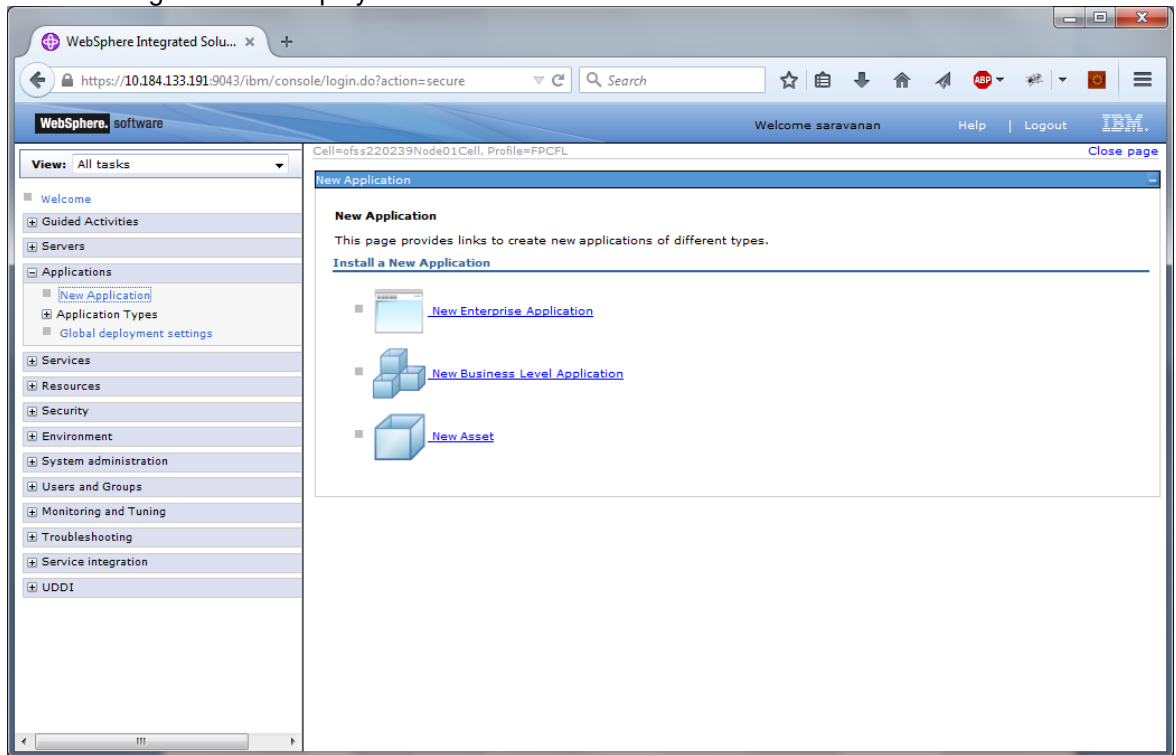 WebSphere Integrated Solu... × +
https://10.184.133.191:9043/ibm/console/login.do?action=secure Search ABP
WebSphere. software Welcome saravanan Help | Logout IBM.
View: All tasks
Cell=ofss220239Node01Cell, Profile=FPCFL Close page
Welcome
Guided Activities
Servers
Applications
New Application
Application Types
Global deployment settings
Services
Resources
Security
Environment
System administration
Users and Groups
Monitoring and Tuning
Troubleshooting
Service integration
UDDI
New Application
New Application
This page provides links to create new applications of different types.
Install a New Application
New Enterprise Application
New Business Level Application
New Asset